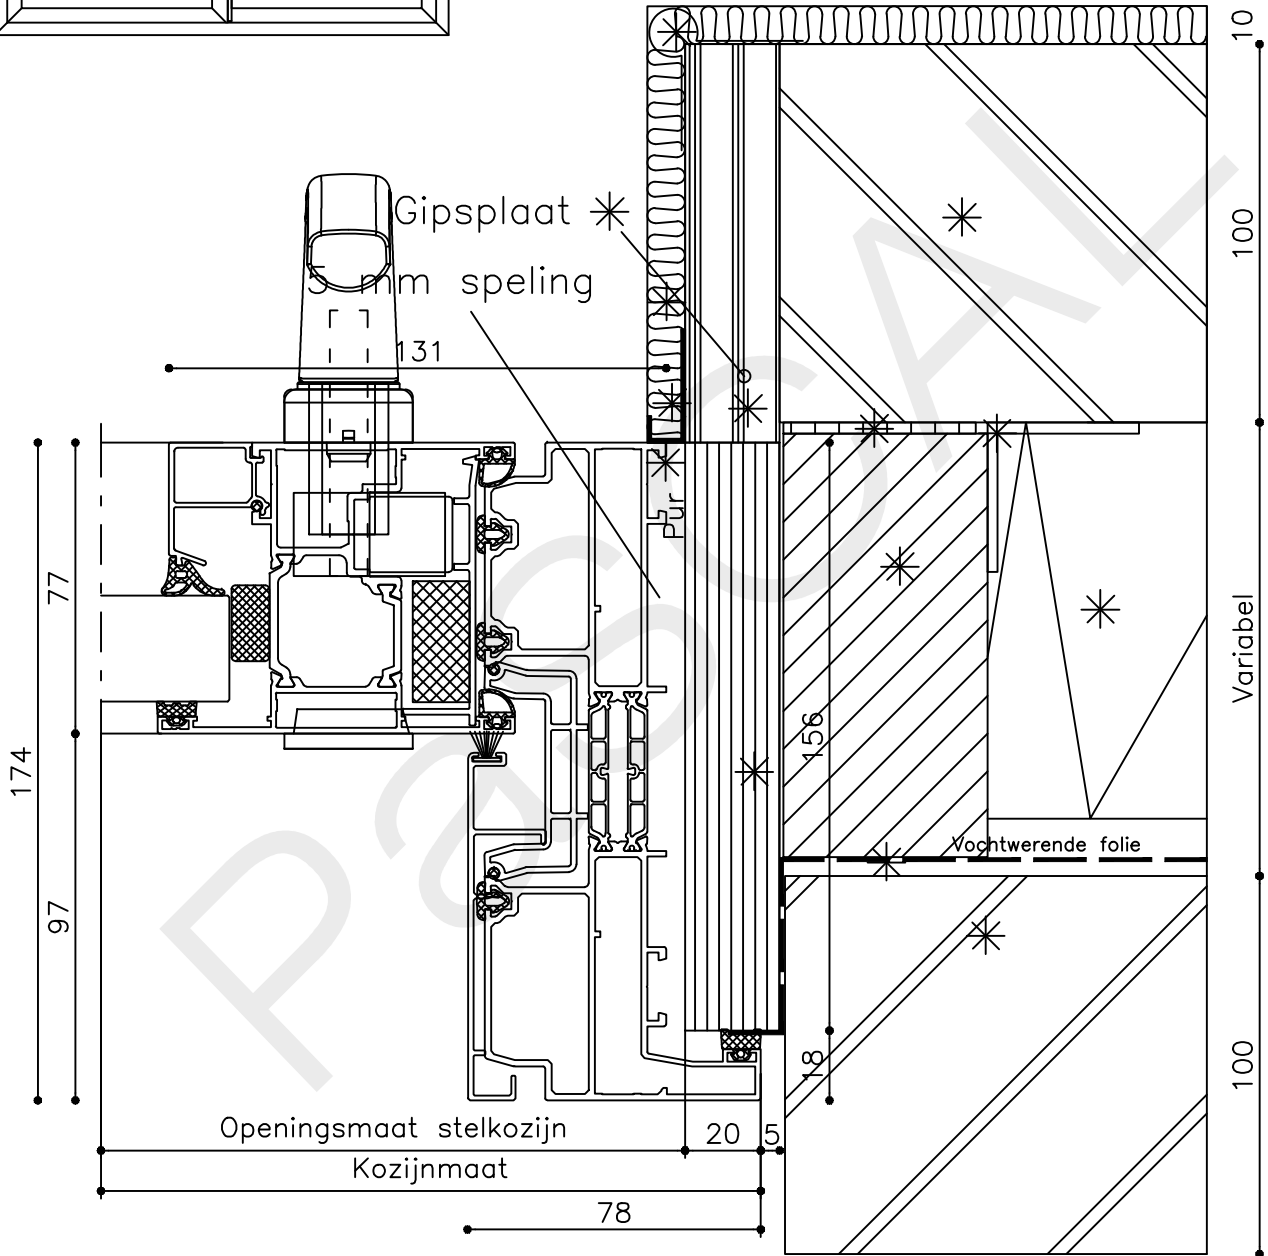 10
Gipsplaat
100
5 mm speling
131
Pur
77
Variabel
156
174
Vochtwerende folie
97
18
100
Openingsmaat stelkozijn
20
5
Kozijnmaat
78
PaSCAL